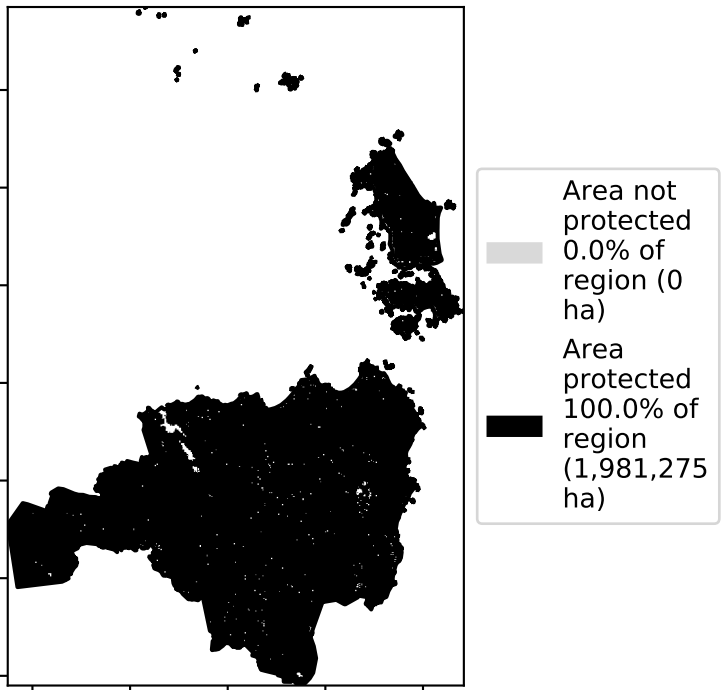 Area not
protected
0.0% of
region (0
ha)
Area
protected
100.0% of
region
(1,981,275
ha)